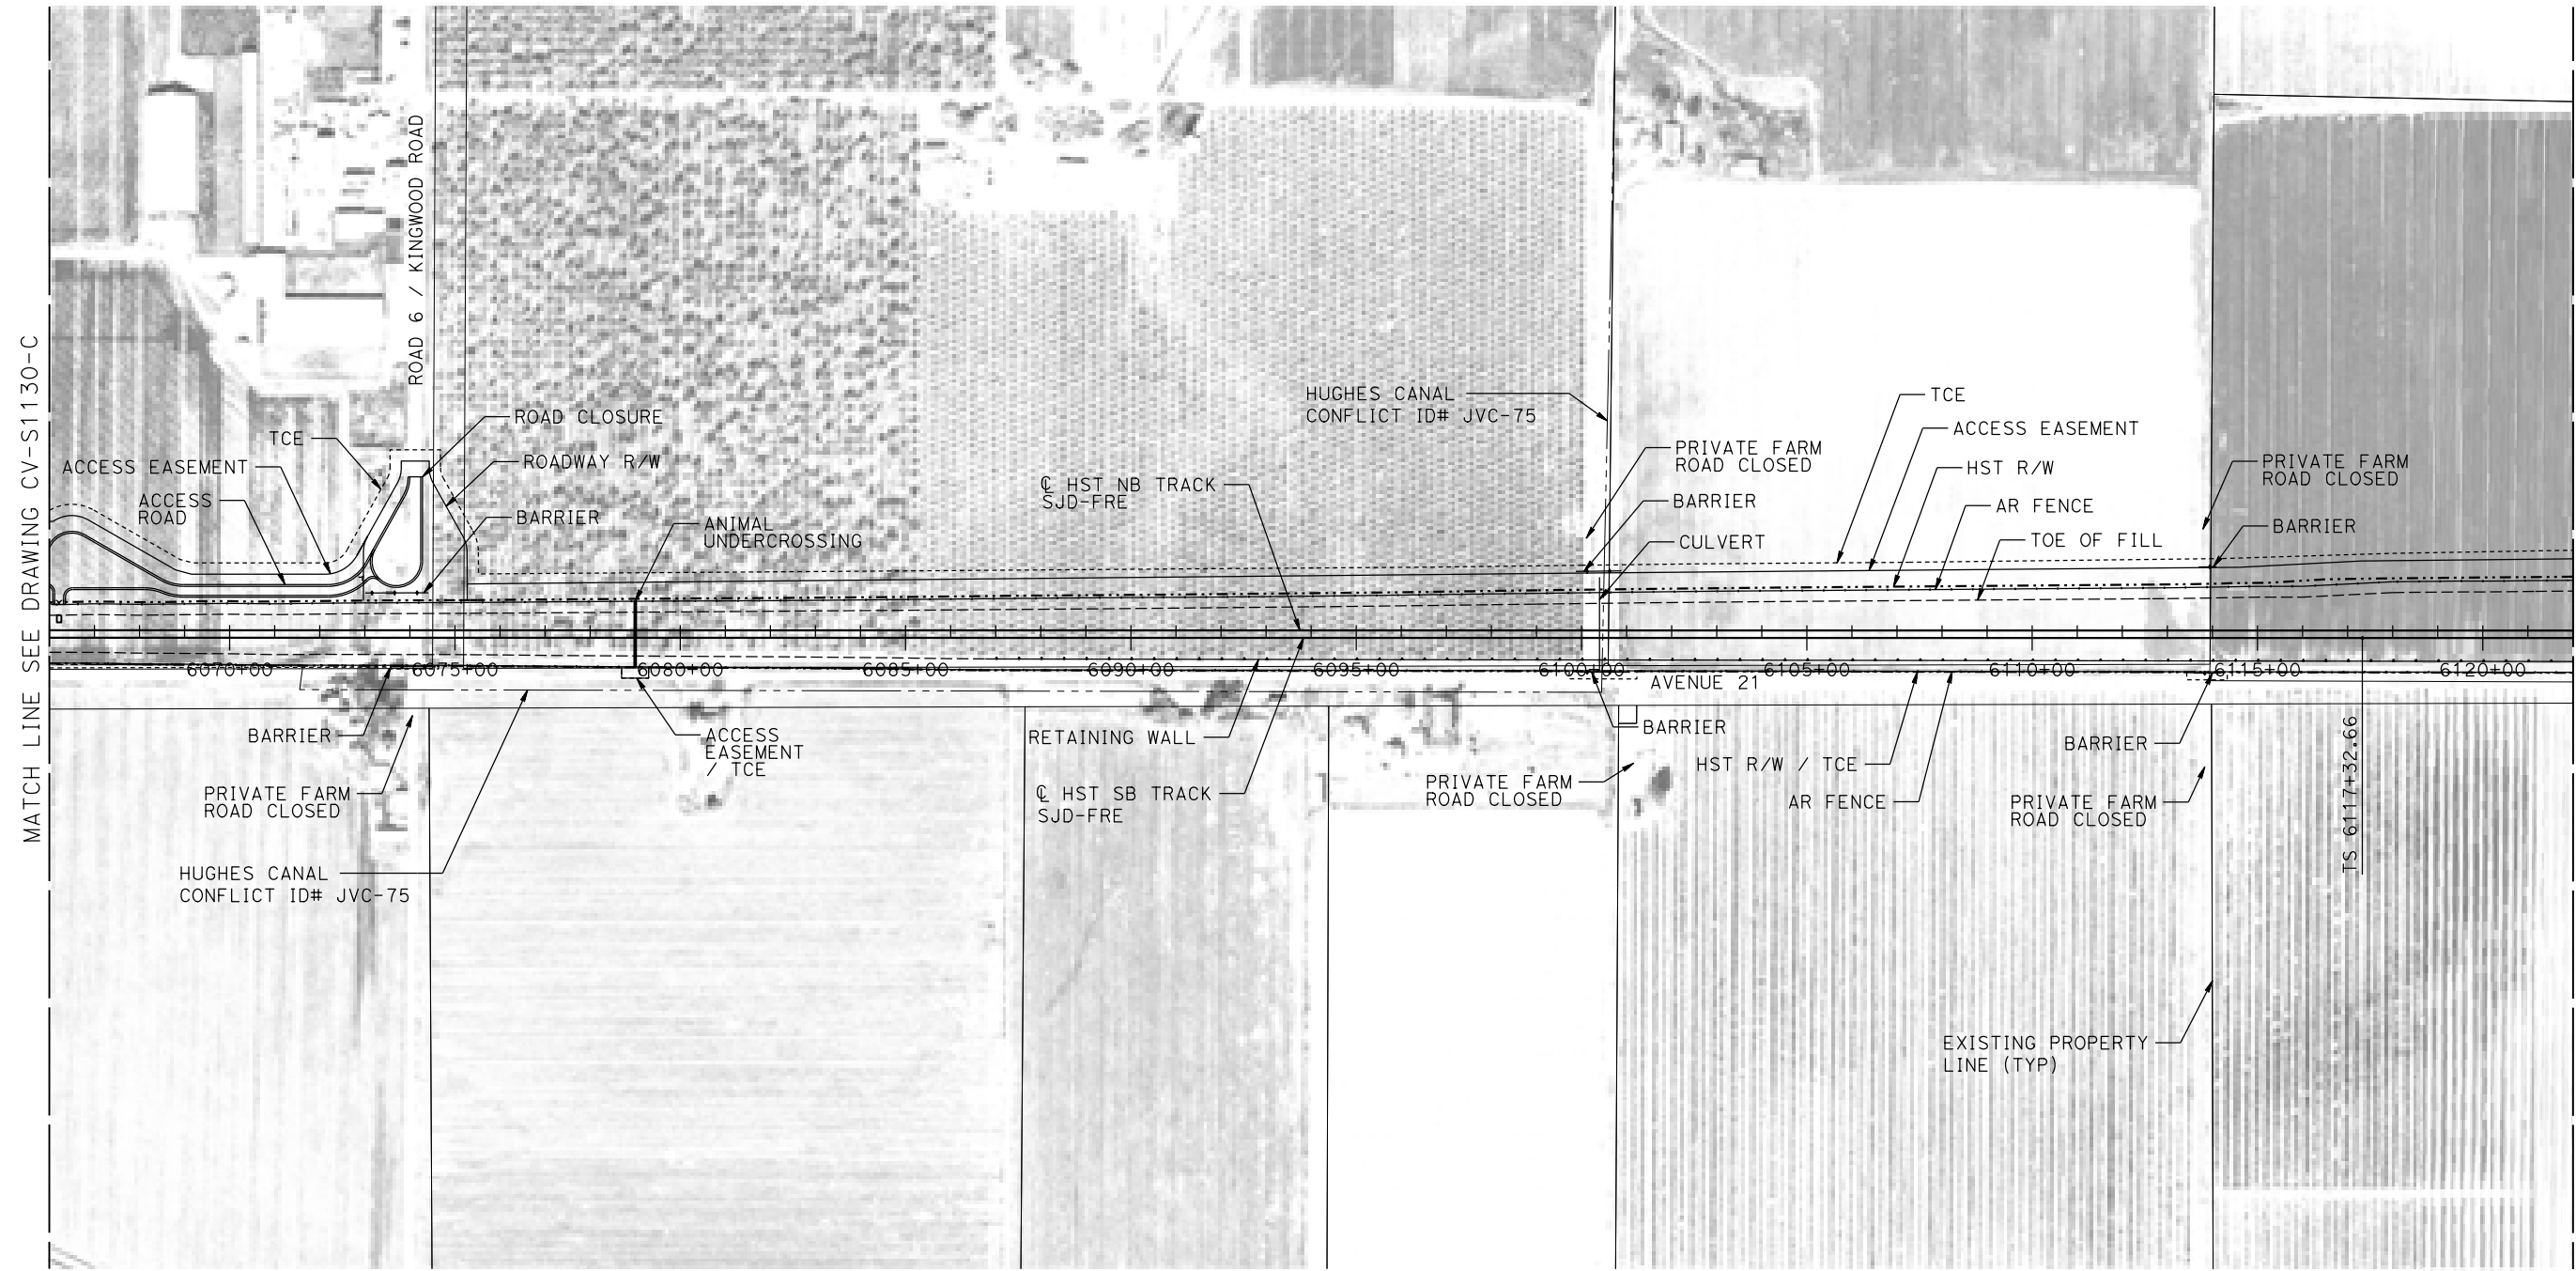 MATCH LINE SEE DRAWING CV-S1130-C
ROAD 6 / KINGWOOD ROAD
TCE
ROAD CLOSURE
ACCESS EASEMENT
ROADWAY R/W
ACCESS
ROAD
BARRIER
ANIMAL
UNDERCROSSING
℄ HST NB TRACK
SJD-FRE
HUGHES CANAL
CONFLICT ID# JVC-75
PRIVATE FARM
ROAD CLOSED
BARRIER
CULVERT
TCE
ACCESS EASEMENT
HST R/W
AR FENCE
TOE OF FILL
PRIVATE FARM
ROAD CLOSED
BARRIER
6070+00
6075+00
6080+00
6085+00
6090+00
6095+00
6100+00
6105+00
6110+00
6115+00
6120+00
AVENUE 21
BARRIER
PRIVATE FARM
ROAD CLOSED
HUGHES CANAL
CONFLICT ID# JVC-75
ACCESS
EASEMENT
/ TCE
RETAINING WALL
℄ HST SB TRACK
SJD-FRE
BARRIER
PRIVATE FARM
ROAD CLOSED
HST R/W / TCE
AR FENCE
BARRIER
PRIVATE FARM
ROAD CLOSED
TS 6117+32.66
EXISTING PROPERTY
LINE (TYP)